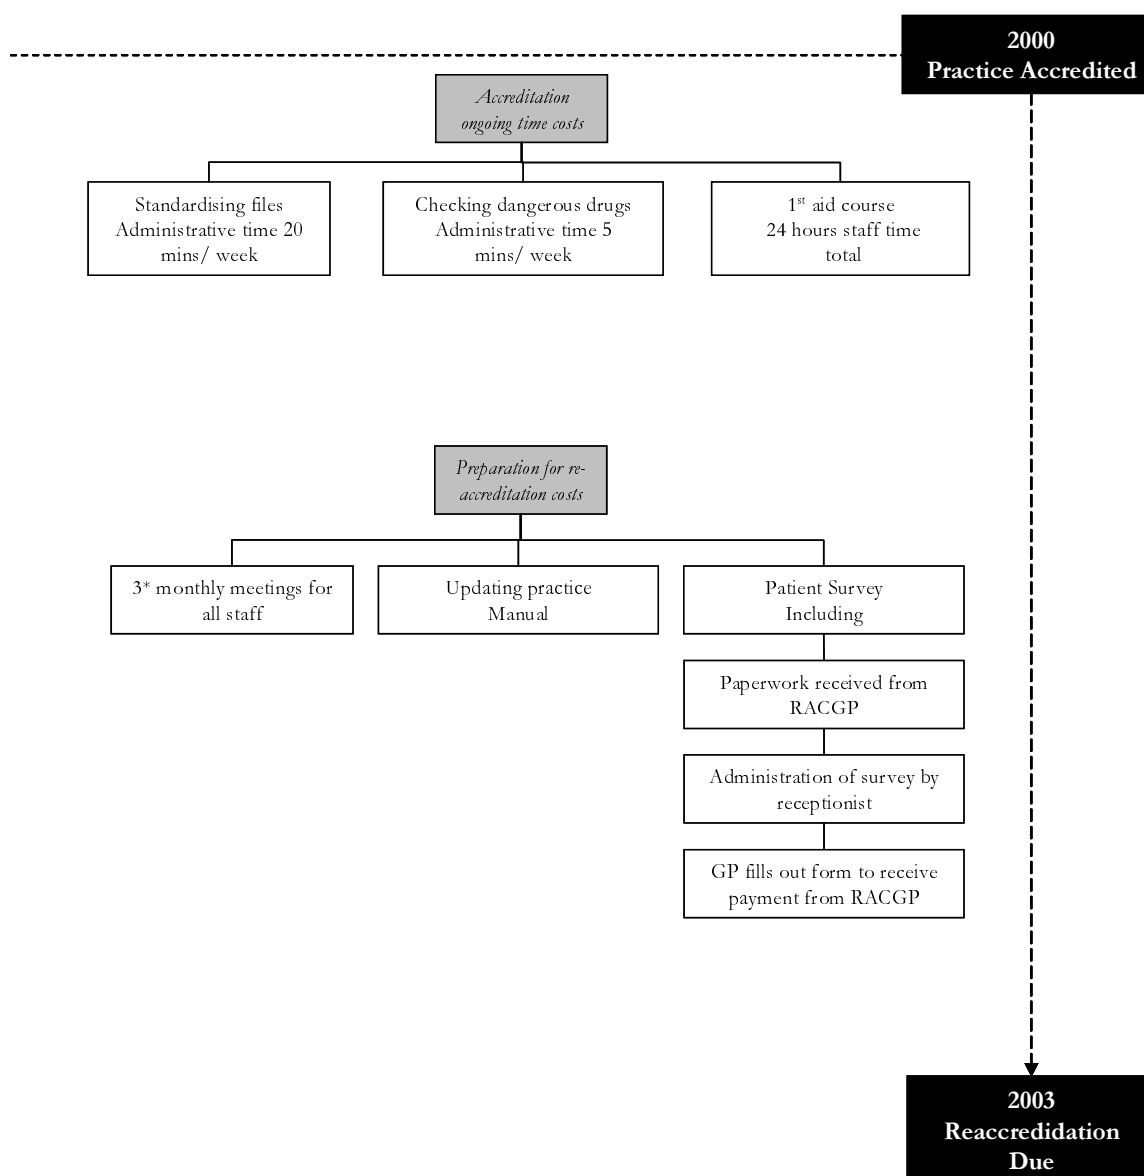 2000
Practice Accredited
Accreditation
ongoing time costs
Standardising files
Administrative time 20
mins/ week
Checking dangerous drugs
Administrative time 5
mins/ week
1st aid course
24 hours staff time
total
Preparation for re-
accreditation costs
3* monthly meetings for
all staff
Updating practice
Manual
Patient Survey
Including
Paperwork received from
RACGP
Administration of survey by
receptionist
GP fills out form to receive
payment from RACGP
2003
Reaccredidation
Due